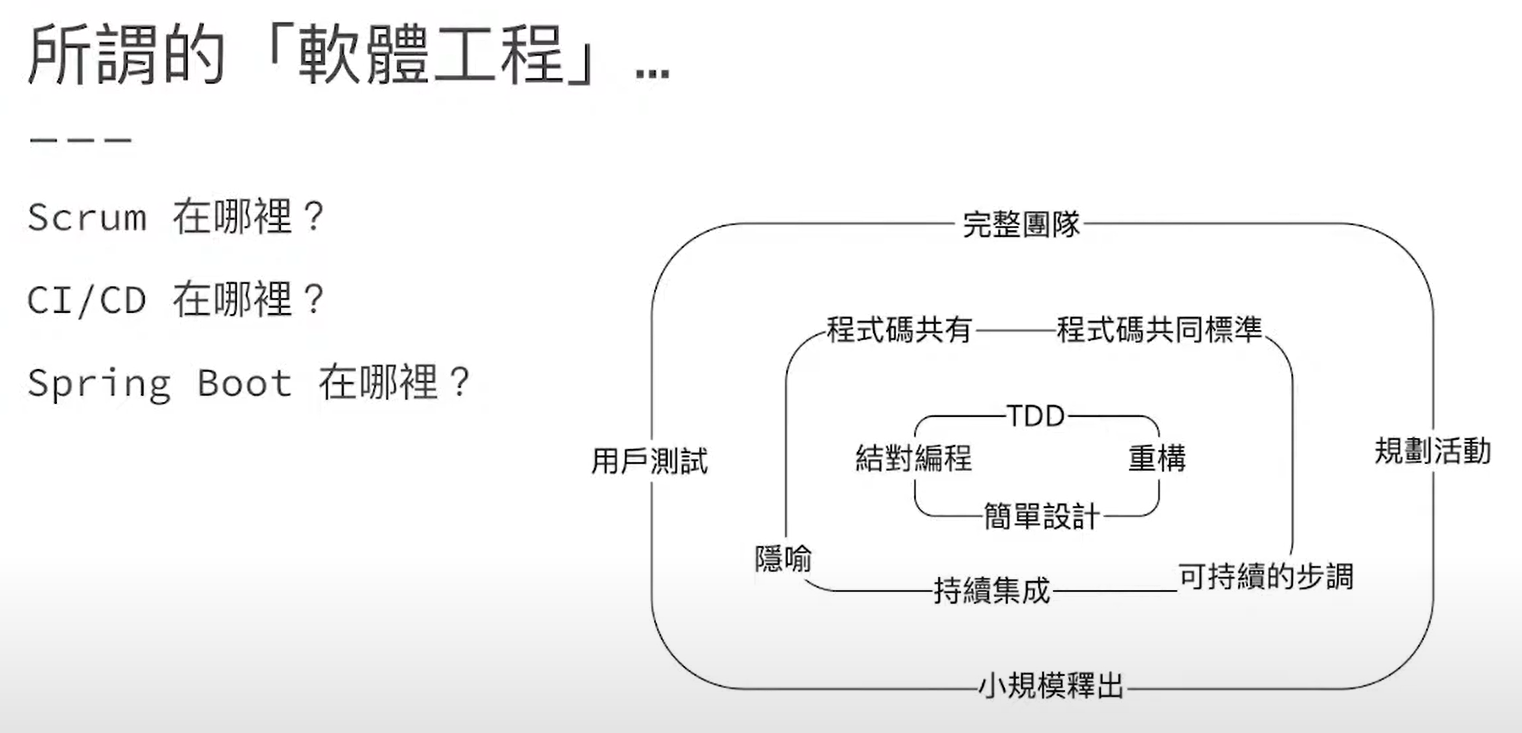 所謂的「軟體工程」…
———
Scrum 在哪裡？
CI/CD 在哪裡？
Spring Boot 在哪裡？
完整團隊
程式碼共有
程式碼共同標準
TDD
用戶測試
結對編程
重構
規劃活動
簡單設計
隱喻
持續集成
可持續的步調
小規模釋出